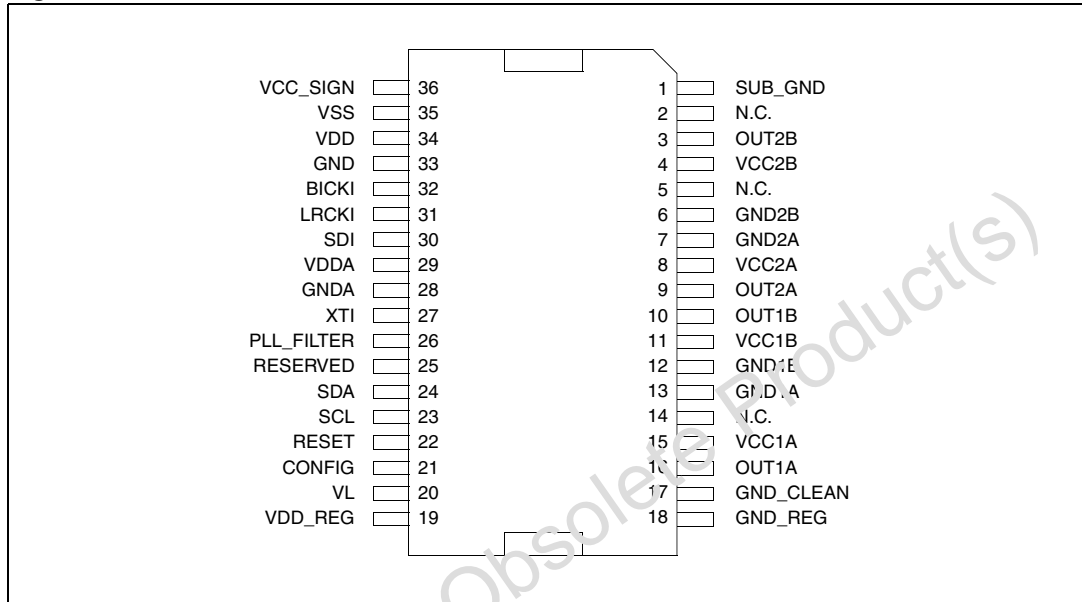 VCC_SIGN 36 1 SUB_GND
VSS 35 2 N.C.
VDD 34 3 OUT2B
GND 33 4 VCC2B
BICKI 32 5 N.C.
LRCKI 31 6 GND2B
SDI 30 7 GND2A
VDDA 29 8 VCC2A
GNDA 28 9 OUT2A
XTI 27 10 OUT1B
PLL_FILTER 26 11 VCC1B
RESERVED 25 12 GND1B
SDA 24 13 GND1A
SCL 23 14 N.C.
RESET 22 15 VCC1A
CONFIG 21 16 OUT1A
VL 20 17 GND_CLEAN
VDD_REG 19 18 GND_REG
Obsolete Product(s)